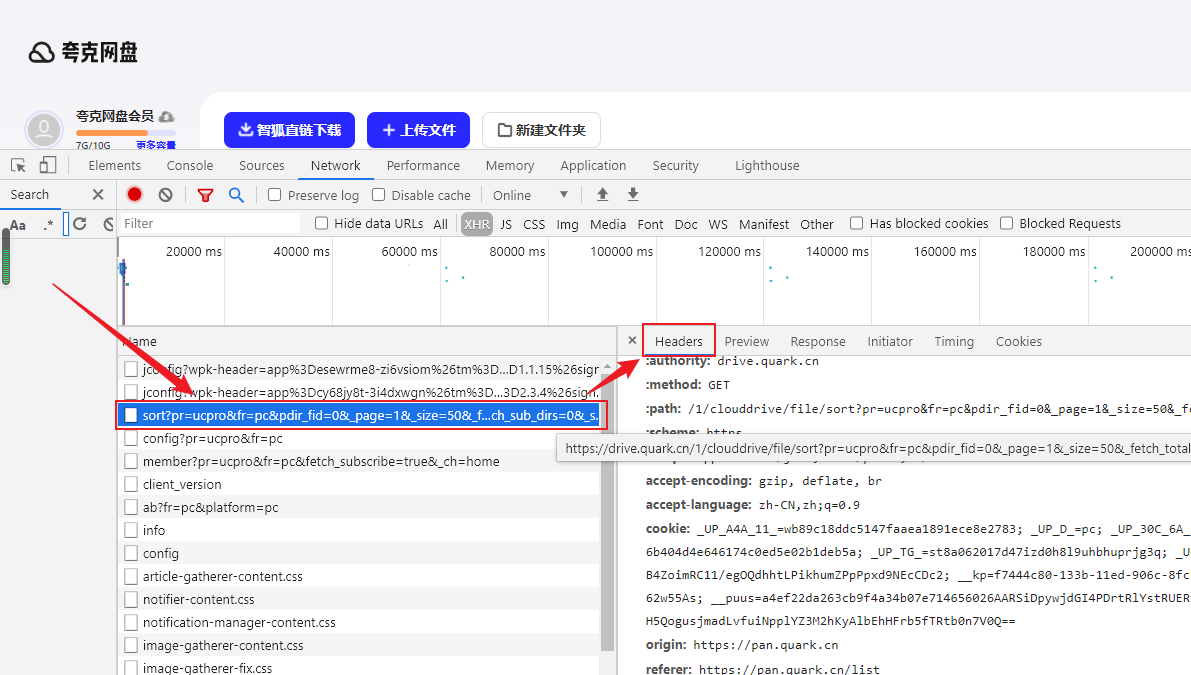 夸克网盘
夸克网盘会员
7G/10G 更多容量
智狐直链下载 上传文件 新建文件夹
Elements Console Sources Network Performance Memory Application Security Lighthouse
Search Preserve log Disable cache Online
Aa .* Filter Hide data URLs All XHR JS CSS Img Media Font Doc WS Manifest Other Has blocked cookies Blocked Requests
20000 ms 40000 ms 60000 ms 80000 ms 100000 ms 120000 ms 140000 ms 160000 ms 180000 ms 200000 ms
Name
Headers Preview Response Initiator Timing Cookies
jconfig?wpk-header=app%3Desewrme8-zi6vsiom%26tm%3D...D1.1.15%26sign
jconfig?wpk-header=app%3Dcy68jy8t-3i4dxwgn%26tm%3D...3D2.3.4%26sign.
sort?pr=ucpro&fr=pc&pdir_fid=0&_page=1&_size=50&_f...ch_sub_dirs=0&_s.
config?pr=ucpro&fr=pc
member?pr=ucpro&fr=pc&fetch_subscribe=true&_ch=home
client_version
ab?fr=pc&platform=pc
info
config
article-gatherer-content.css
notifier-content.css
notification-manager-content.css
image-gatherer-content.css
image-gatherer-fix.css
:authority: drive.quark.cn
:method: GET
:path: /1/clouddrive/file/sort?pr=ucpro&fr=pc&pdir_fid=0&_page=1&_size=50&_fe
:scheme: https
https://drive.quark.cn/1/clouddrive/file/sort?pr=ucpro&fr=pc&pdir_fid=0&_page=1&_size=50&_fetch_total
accept-encoding: gzip, deflate, br
accept-language: zh-CN,zh;q=0.9
cookie: _UP_A4A_11_=wb89c18ddc5147faaea1891ece8e2783; _UP_D_=pc; _UP_30C_6A_
6b404d4e646174c0ed5e02b1deb5a; _UP_TG_=st8a062017d47izd0h8l9uhbhuprjg3q; _U
B4ZoimRC11/egOQdhhtLPikhumZPpPpxd9NEcCDc2; __kp=f7444c80-133b-11ed-906c-8fc
62w55As; __puus=a4ef22da263cb9f4a34b07e714656026AARSiDpywjdGI4PDrtRlYstRUERS
H5QogusjmadLvfuiNpplYZ3M2hKyAlbEhHFrb5fTRtb0n7V0Q==
origin: https://pan.quark.cn
referer: https://pan.quark.cn/list